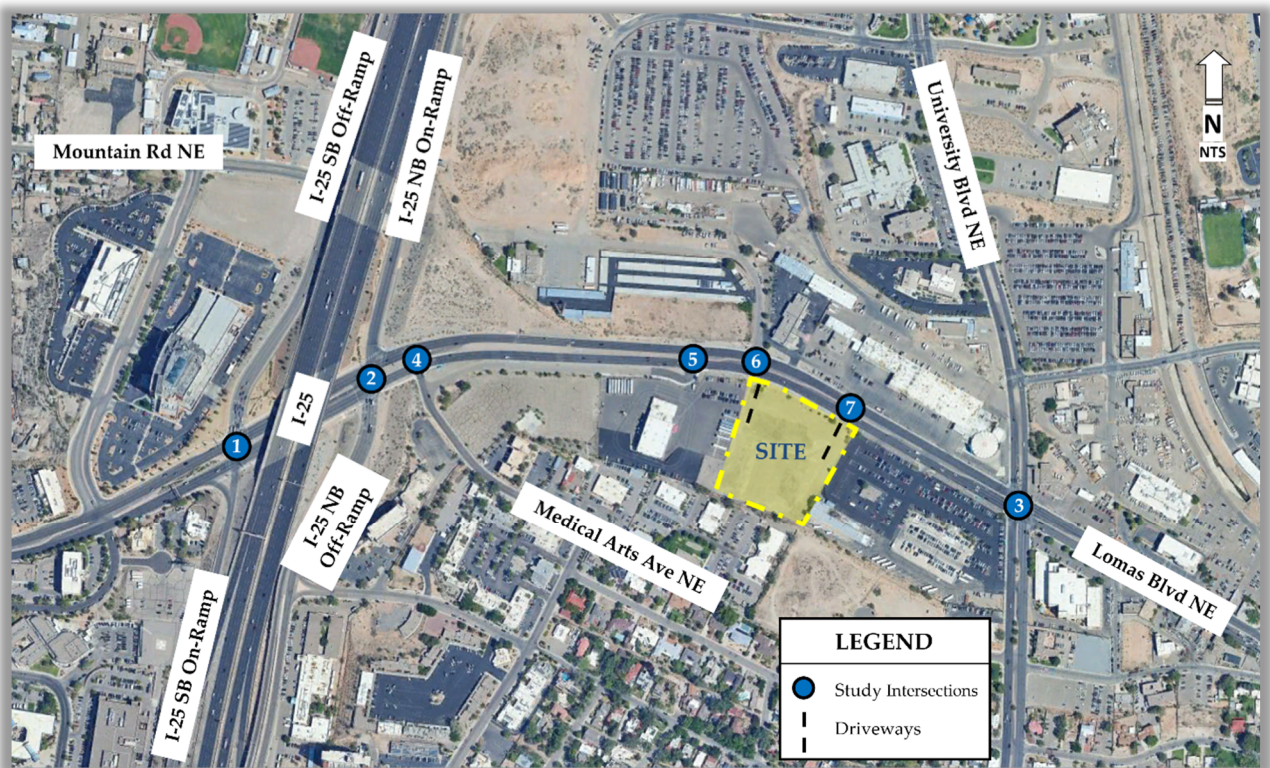 Mountain Rd NE
I-25 SB Off-Ramp
I-25 NB On-Ramp
University Blvd NE
N
NTS
1
2
4
5
6
7
3
I-25
SITE
I-25 NB
Off-Ramp
Medical Arts Ave NE
Lomas Blvd NE
I-25 SB On-Ramp
LEGEND
Study Intersections
Driveways